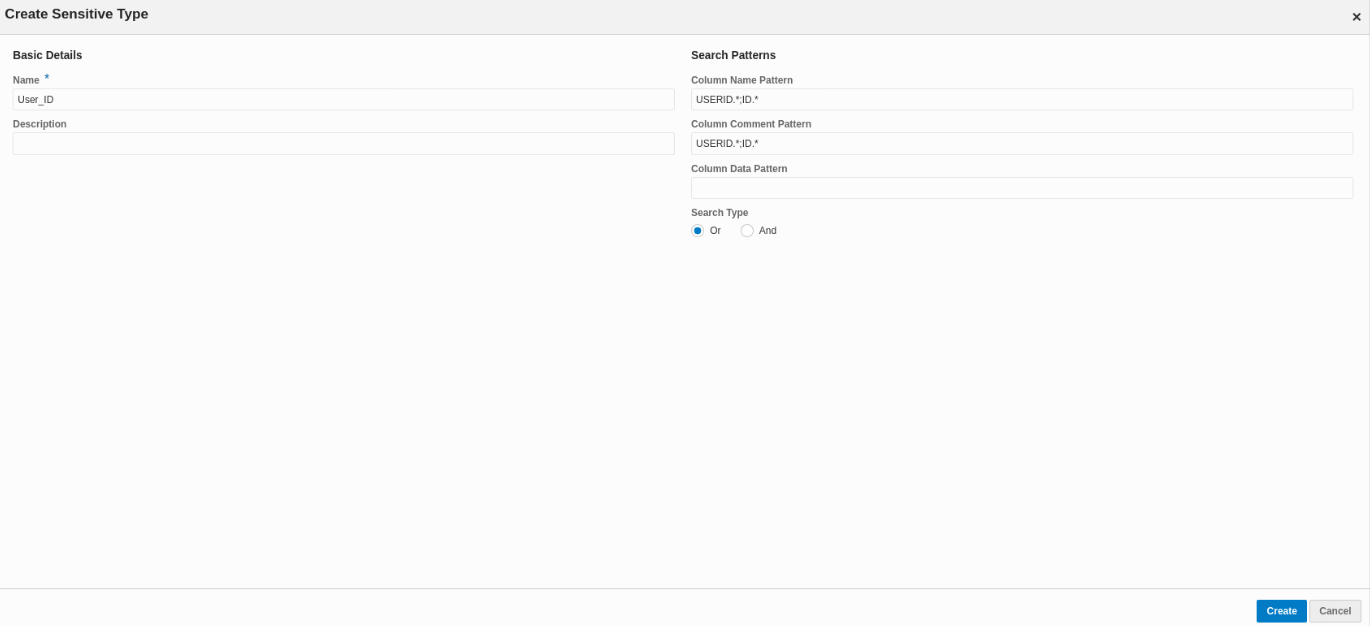 Create Sensitive Type
×
Basic Details
Name *
User_ID
Description
Search Patterns
Column Name Pattern
USERID.*;ID.*
Column Comment Pattern
USERID.*;ID.*
Column Data Pattern
Search Type
Or And
Create Cancel